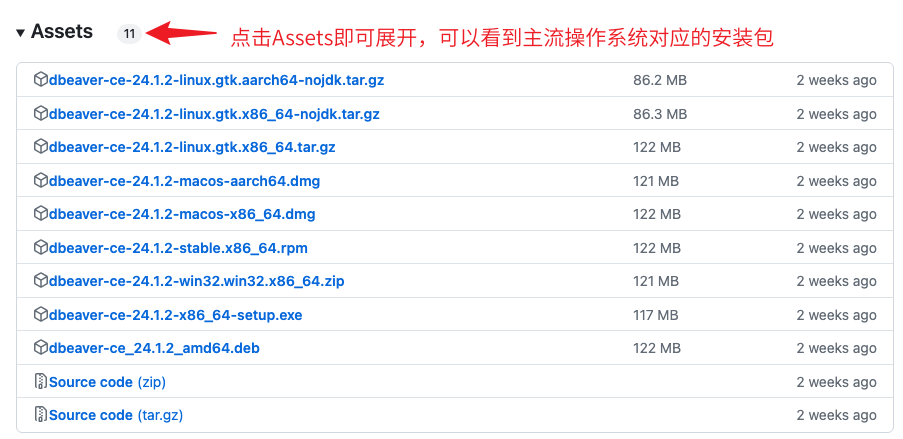 ▾ Assets 11 点击Assets即可展开，可以看到主流操作系统对应的安装包
dbeaver-ce-24.1.2-linux.gtk.aarch64-nojdk.tar.gz 86.2 MB 2 weeks ago
dbeaver-ce-24.1.2-linux.gtk.x86_64-nojdk.tar.gz 86.3 MB 2 weeks ago
dbeaver-ce-24.1.2-linux.gtk.x86_64.tar.gz 122 MB 2 weeks ago
dbeaver-ce-24.1.2-macos-aarch64.dmg 121 MB 2 weeks ago
dbeaver-ce-24.1.2-macos-x86_64.dmg 122 MB 2 weeks ago
dbeaver-ce-24.1.2-stable.x86_64.rpm 122 MB 2 weeks ago
dbeaver-ce-24.1.2-win32.win32.x86_64.zip 121 MB 2 weeks ago
dbeaver-ce-24.1.2-x86_64-setup.exe 117 MB 2 weeks ago
dbeaver-ce_24.1.2_amd64.deb 122 MB 2 weeks ago
Source code (zip) 2 weeks ago
Source code (tar.gz) 2 weeks ago